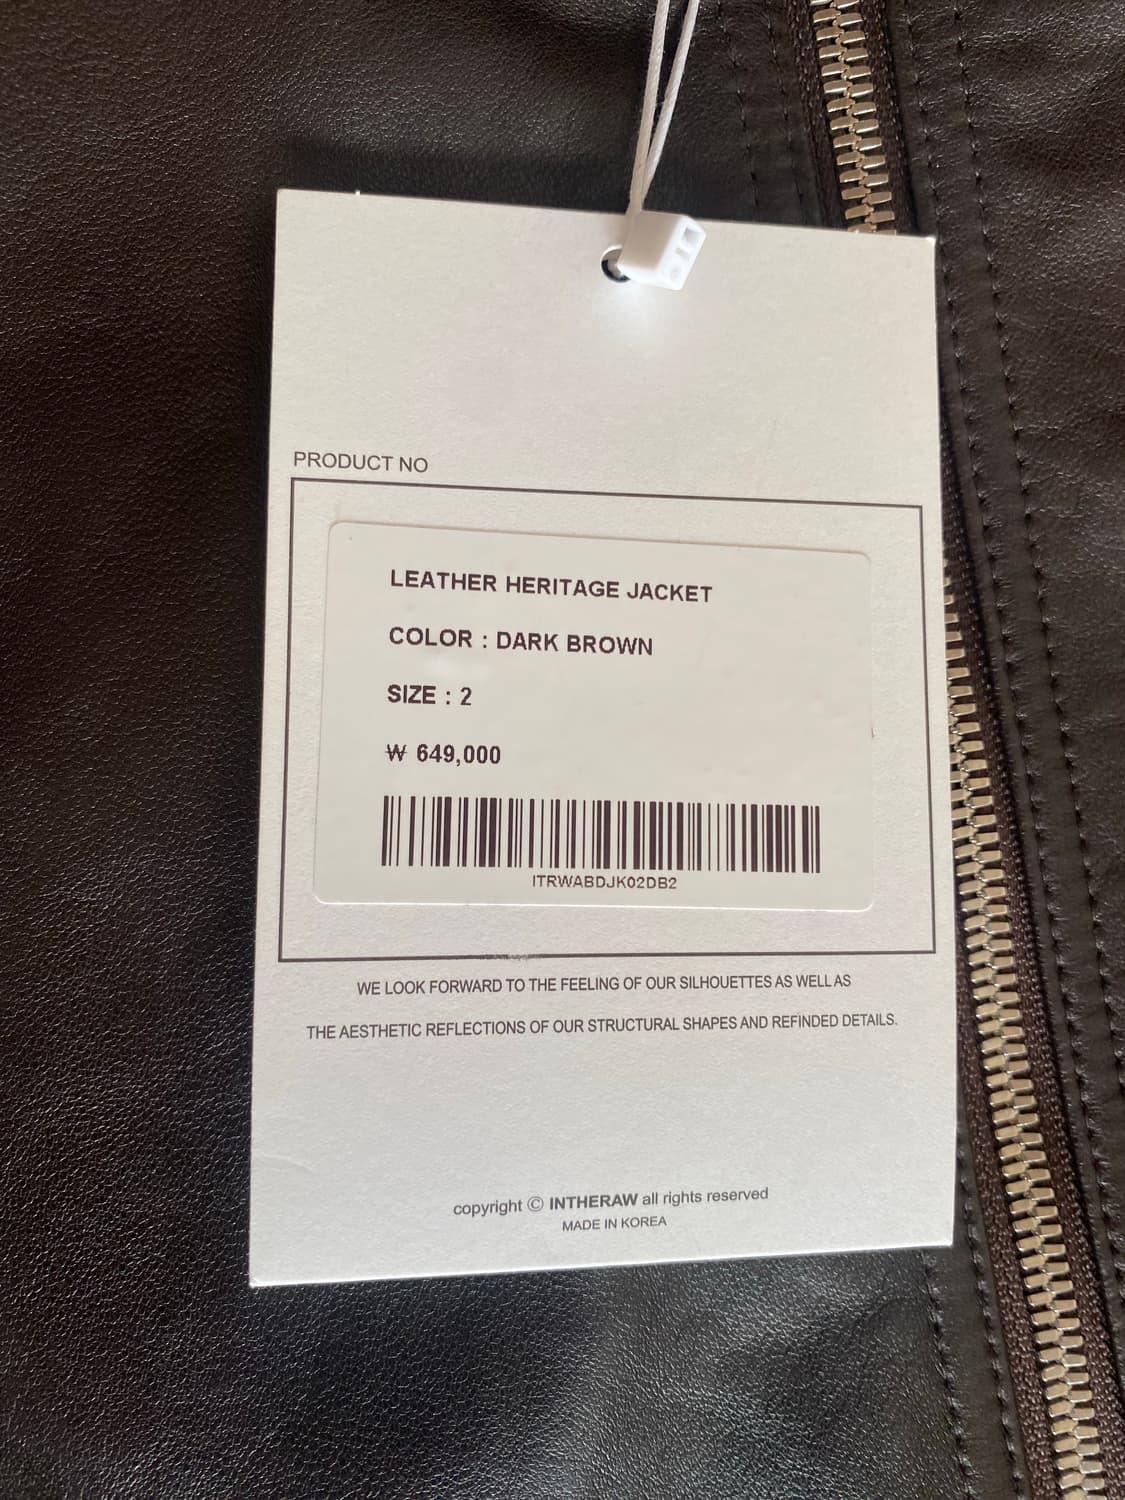 PRODUCT NO
LEATHER HERITAGE JACKET
COLOR : DARK BROWN
SIZE : 2
₩ 649,000
ITRWABDJK02DB2
WE LOOK FORWARD TO THE FEELING OF OUR SILHOUETTES AS WELL AS
THE AESTHETIC REFLECTIONS OF OUR STRUCTURAL SHAPES AND REFINDED DETAILS.
copyright © INTHERAW all rights reserved
MADE IN KOREA